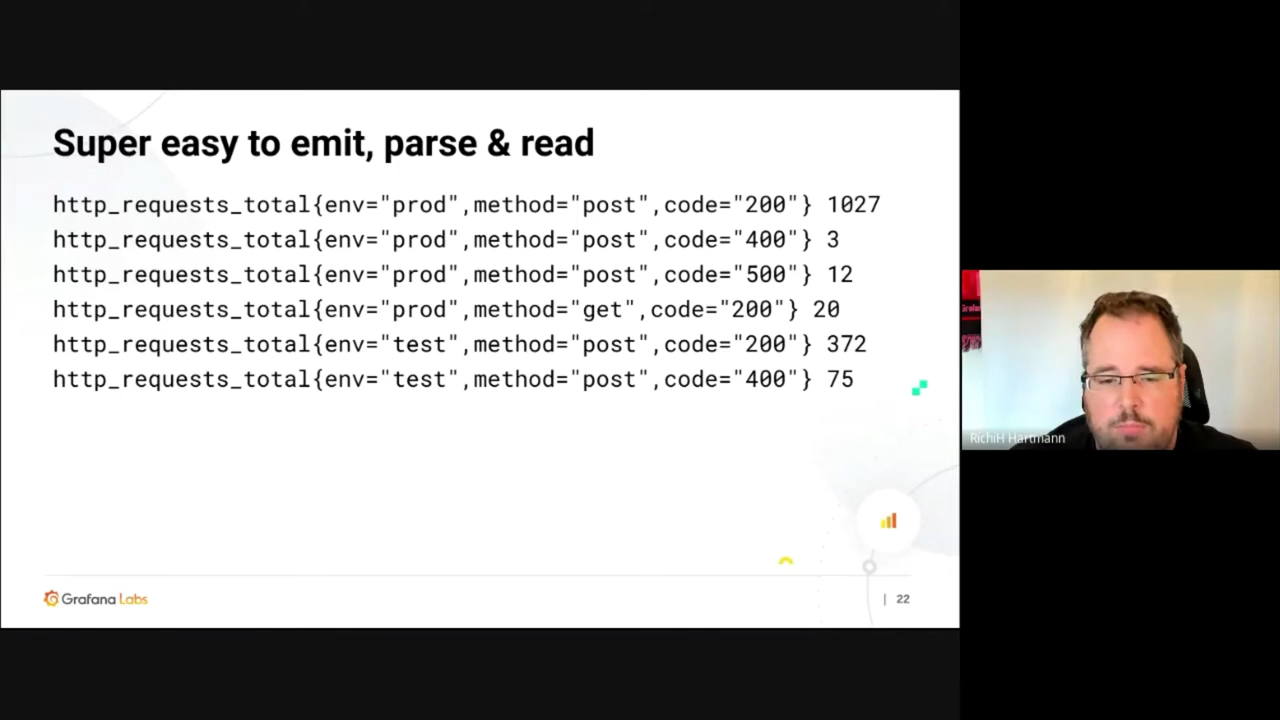 Super easy to emit, parse & read
http_requests_total{env="prod",method="post",code="200"} 1027
http_requests_total{env="prod",method="post",code="400"} 3
http_requests_total{env="prod",method="post",code="500"} 12
http_requests_total{env="prod",method="get",code="200"} 20
http_requests_total{env="test",method="post",code="200"} 372
http_requests_total{env="test",method="post",code="400"} 75
Grafana Labs
| 22
RichiH Hartmann